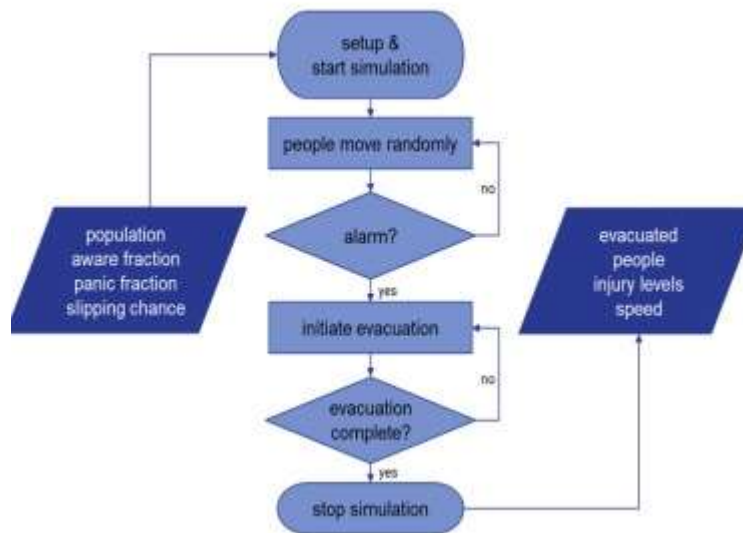 setup &
start simulation
people move randomly
no
alarm?
population
aware fraction
panic fraction
slipping chance
evacuated
people
injury levels
speed
yes
initiate evacuation
no
evacuation
complete?
yes
stop simulation